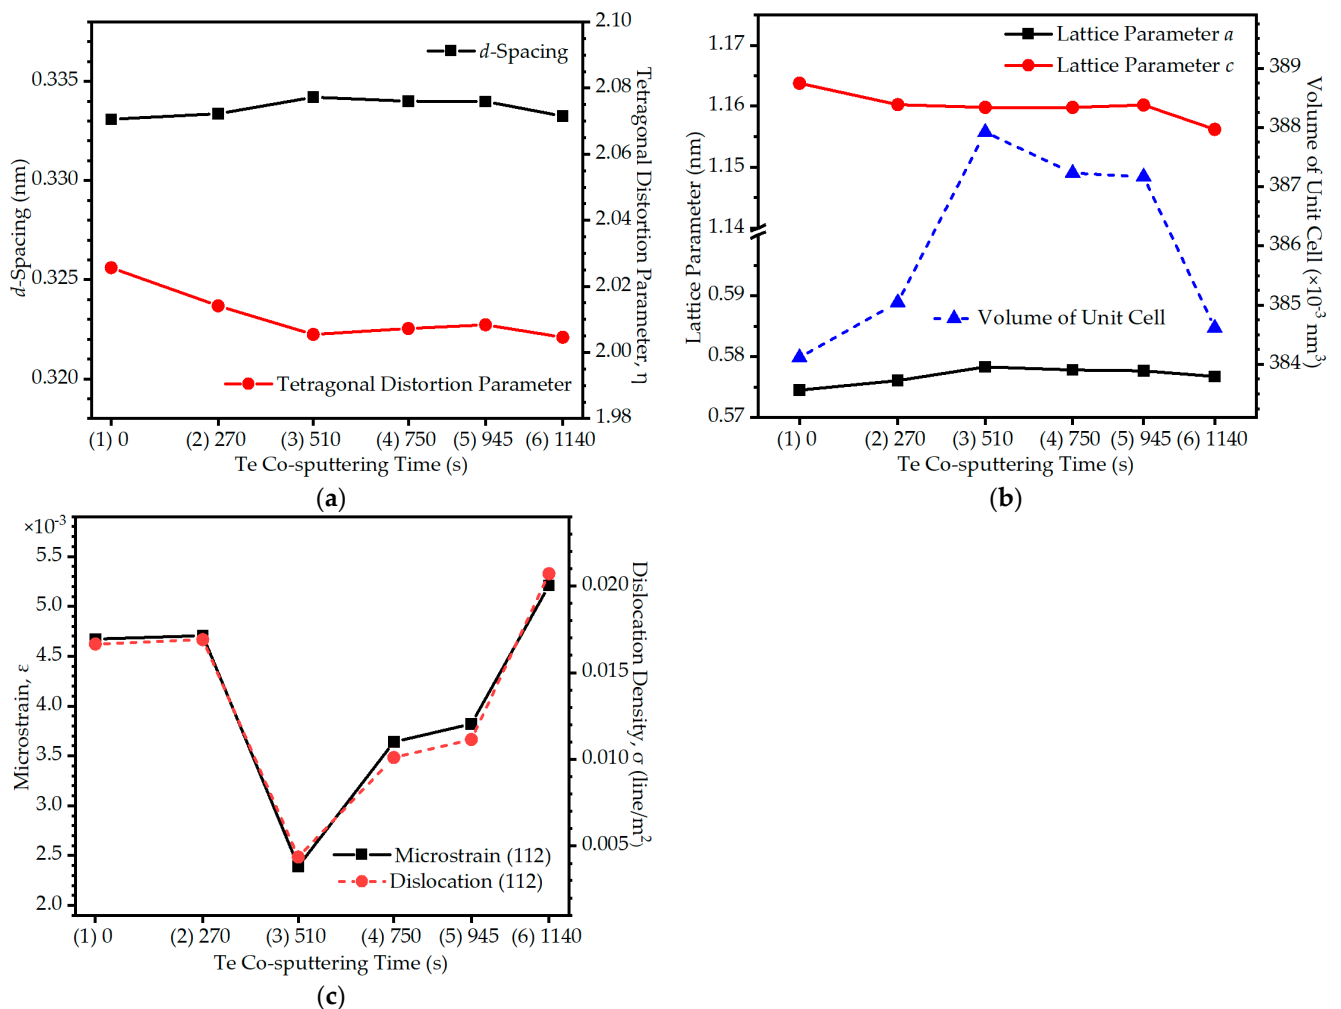 d-Spacing (nm)
0.335
0.330
0.325
0.320
d-Spacing
Tetragonal Distortion Parameter
2.10
2.08
2.06
2.04
2.02
2.00
1.98
Tetragonal Distortion Parameter, η
(1) 0 (2) 270 (3) 510 (4) 750 (5) 945 (6) 1140
Te Co-sputtering Time (s)
(a)
Lattice Parameter (nm)
1.17
1.16
1.15
1.14
0.59
0.58
0.57
Lattice Parameter a
Lattice Parameter c
Volume of Unit Cell
389
388
387
386
385
384
Volume of Unit Cell (×10-3 nm3)
(1) 0 (2) 270 (3) 510 (4) 750 (5) 945 (6) 1140
Te Co-sputtering Time (s)
(b)
×10-3
Microstrain, ε
5.5
5.0
4.5
4.0
3.5
3.0
2.5
2.0
Microstrain (112)
Dislocation (112)
0.020
0.015
0.010
0.005
Dislocation Density, σ (line/m2)
(1) 0 (2) 270 (3) 510 (4) 750 (5) 945 (6) 1140
Te Co-sputtering Time (s)
(c)